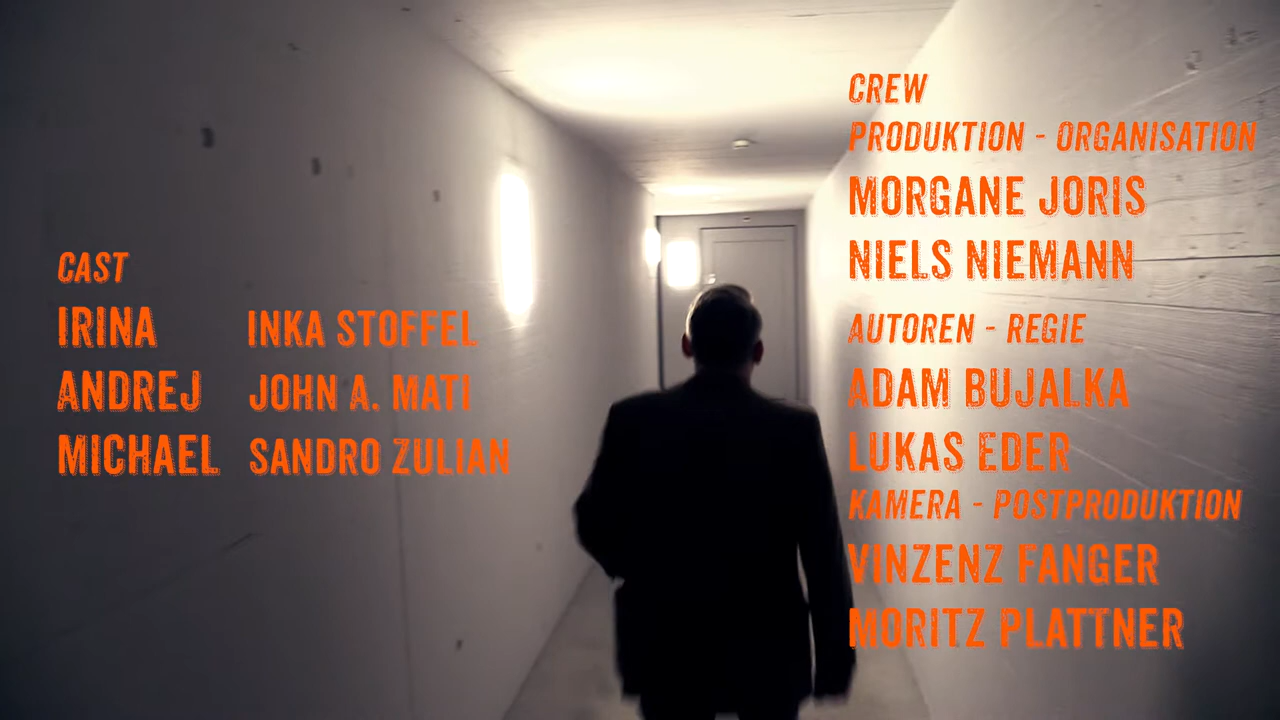 CAST
IRINA INKA STOFFEL
ANDREJ JOHN A. MATI
MICHAEL SANDRO ZULIAN
CREW
PRODUKTION - ORGANISATION
MORGANE JORIS
NIELS NIEMANN
AUTOREN - REGIE
ADAM BUJALKA
LUKAS EDER
KAMERA - POSTPRODUKTION
VINZENZ FANGER
MORITZ PLATTNER